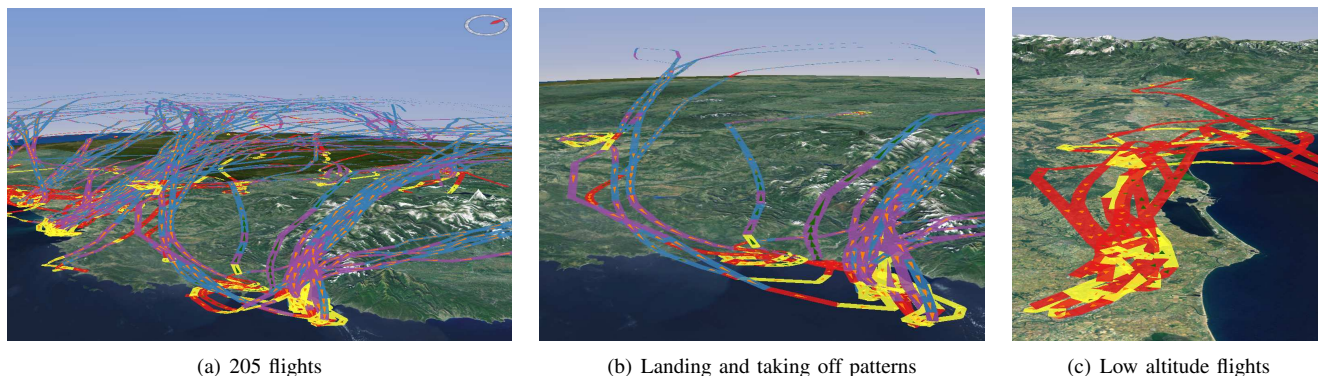 (a) 205 flights
(b) Landing and taking off patterns
(c) Low altitude flights